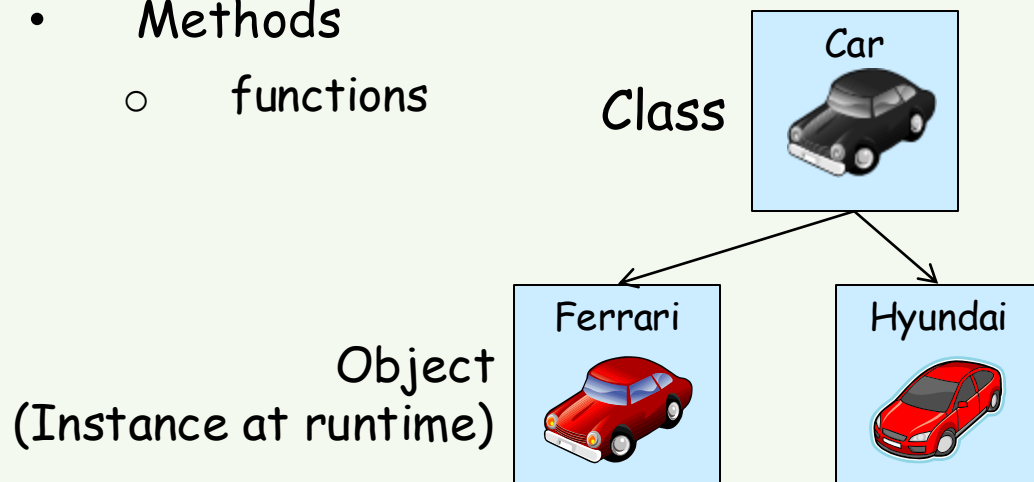 • Methods
o functions
Class
Car
Ferrari
Hyundai
Object
(Instance at runtime)